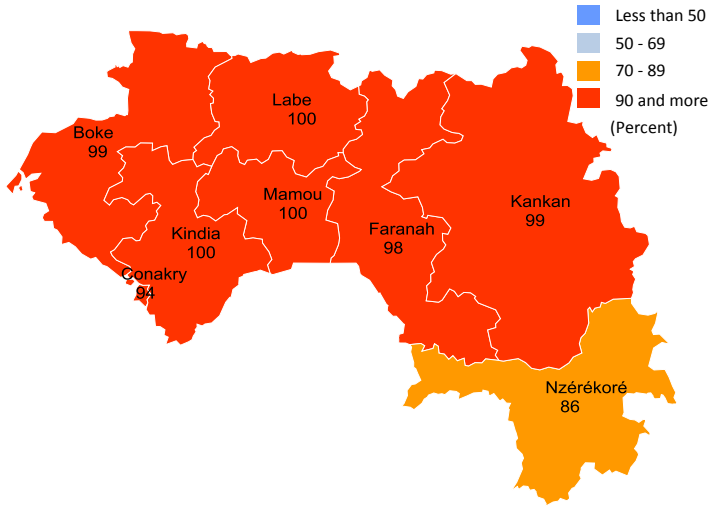 Less than 50
50 - 69
70 - 89
90 and more
(Percent)
Labe
100
Boke
99
Mamou
100
Kankan
99
Kindia
100
Faranah
98
Conakry
94
Nzérékoré
86